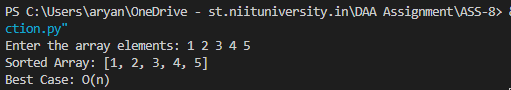 PS C:\Users\aryan\OneDrive - st.niituniversity.in\DAA Assignment\ASS-8>
ction.py"
Enter the array elements: 1 2 3 4 5
Sorted Array: [1, 2, 3, 4, 5]
Best Case: O(n)